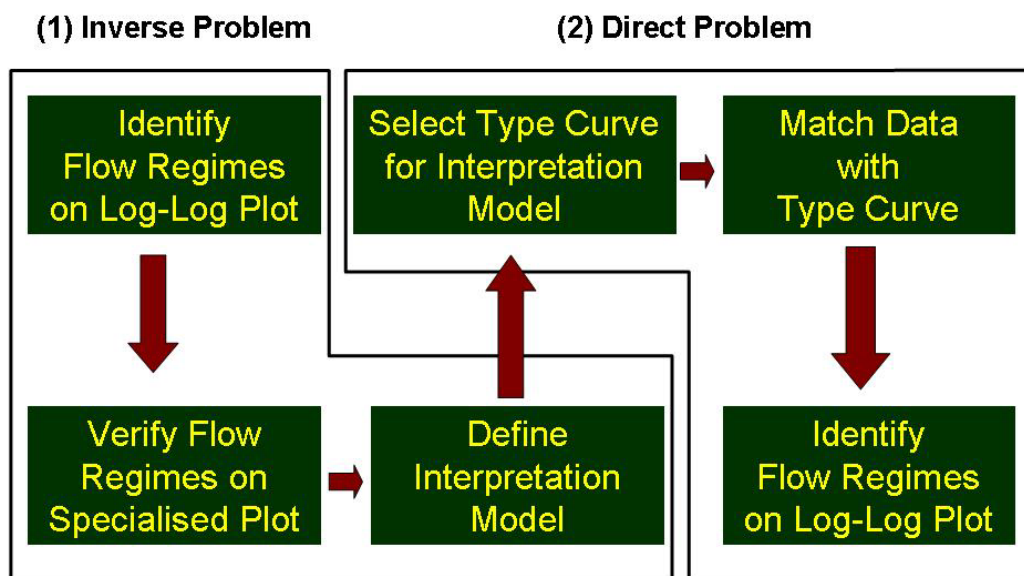 (1) Inverse Problem
(2) Direct Problem
Identify
Flow Regimes
on Log-Log Plot
Verify Flow
Regimes on
Specialised Plot
Define
Interpretation
Model
Select Type Curve
for Interpretation
Model
Match Data
with
Type Curve
Identify
Flow Regimes
on Log-Log Plot